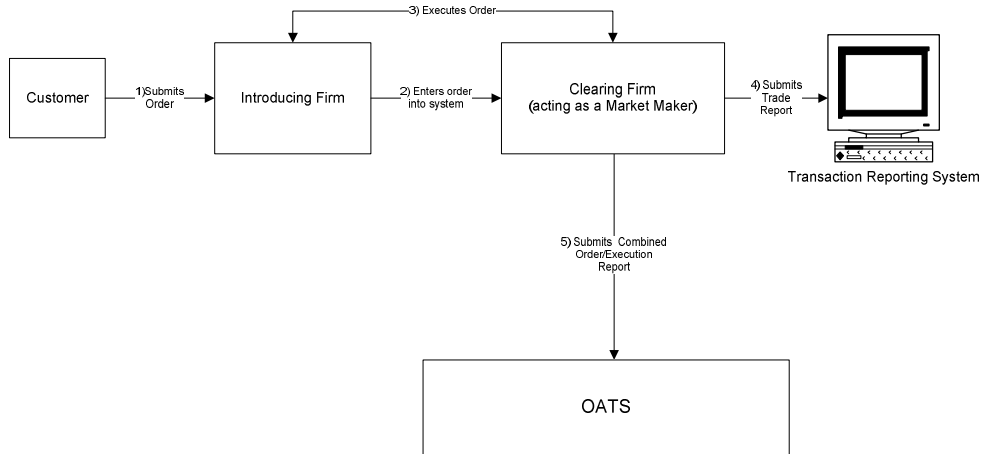 3) Executes Order
Customer
1)Submits
Order
Introducing Firm
2) Enters order
into system
Clearing Firm
(acting as a Market Maker)
4) Submits
Trade
Report
Transaction Reporting System
5) Submits Combined
Order/Execution
Report
OATS